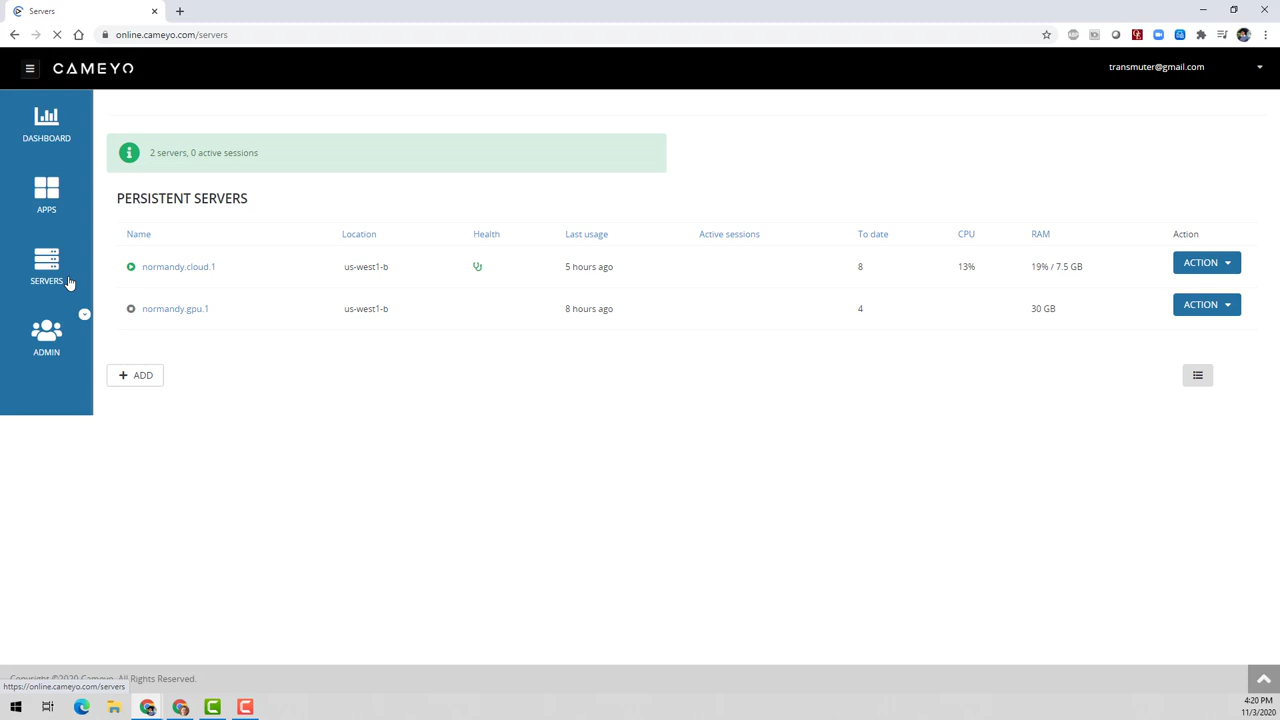 Servers
online.cameyo.com/servers
CAMEYO
transmuter@gmail.com
DASHBOARD
APPS
SERVERS
ADMIN
2 servers, 0 active sessions
PERSISTENT SERVERS
Name Location Health Last usage Active sessions To date CPU RAM Action
normandy.cloud.1 us-west1-b 5 hours ago 8 13% 19% / 7.5 GB ACTION
normandy.gpu.1 us-west1-b 8 hours ago 4 30 GB ACTION
+ ADD
Copyright ©2020 Cameyo. All Rights Reserved.
https://online.cameyo.com/servers
4:20 PM
11/3/2020